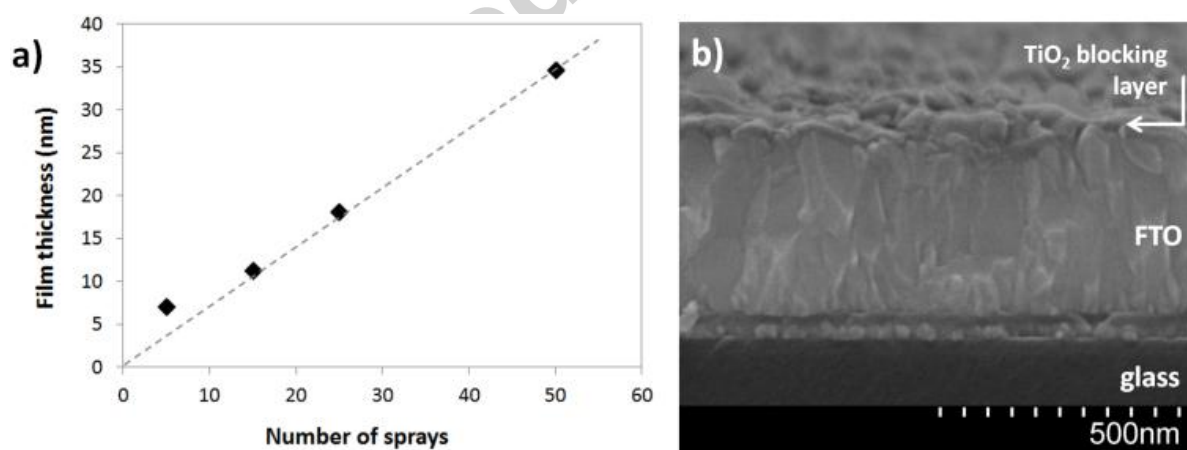 a)
40
35
30
25
20
15
10
5
0
Film thickness (nm)
0 10 20 30 40 50 60
Number of sprays
b)
TiO₂ blocking
layer
FTO
glass
500nm